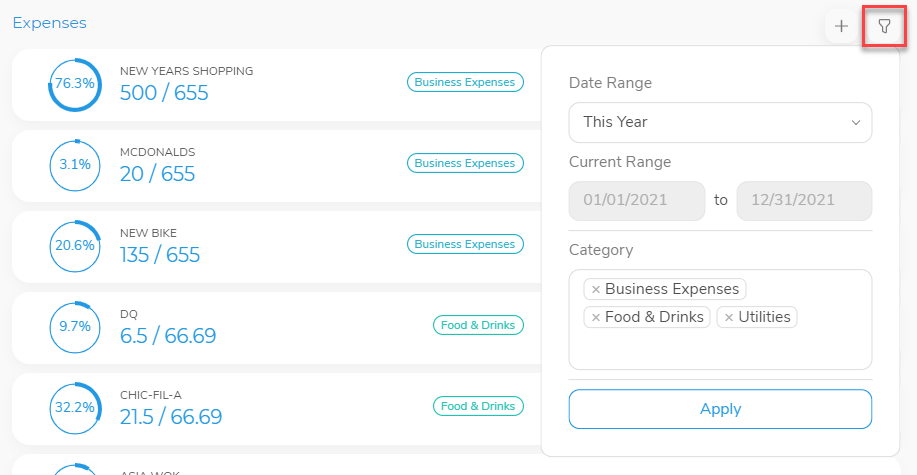 Expenses
76.3%
NEW YEARS SHOPPING
500 / 655
Business Expenses
3.1%
MCDONALDS
20 / 655
Business Expenses
20.6%
NEW BIKE
135 / 655
Business Expenses
9.7%
DQ
6.5 / 66.69
Food & Drinks
32.2%
CHIC-FIL-A
21.5 / 66.69
Food & Drinks
ASIA WOK
Date Range
This Year
Current Range
01/01/2021 to 12/31/2021
Category
× Business Expenses
× Food & Drinks × Utilities
Apply